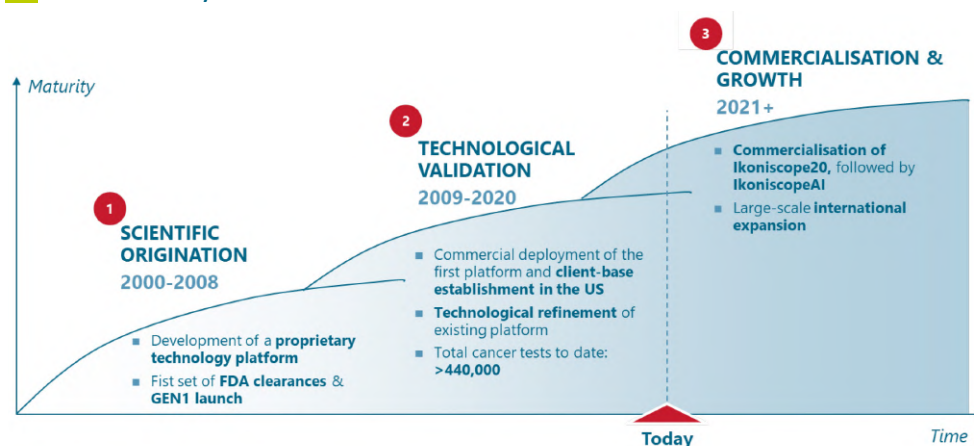 Maturity
1
SCIENTIFIC
ORIGINATION
2000-2008
Development of a proprietary
technology platform
Fist set of FDA clearances &
GEN1 launch
2
TECHNOLOGICAL
VALIDATION
2009-2020
Commercial deployment of the
first platform and client-base
establishment in the US
Technological refinement of
existing platform
Total cancer tests to date:
>440,000
3
COMMERCIALISATION &
GROWTH
2021+
Commercialisation of
Ikoniscope20, followed by
IkoniscopeAI
Large-scale international
expansion
Today
Time